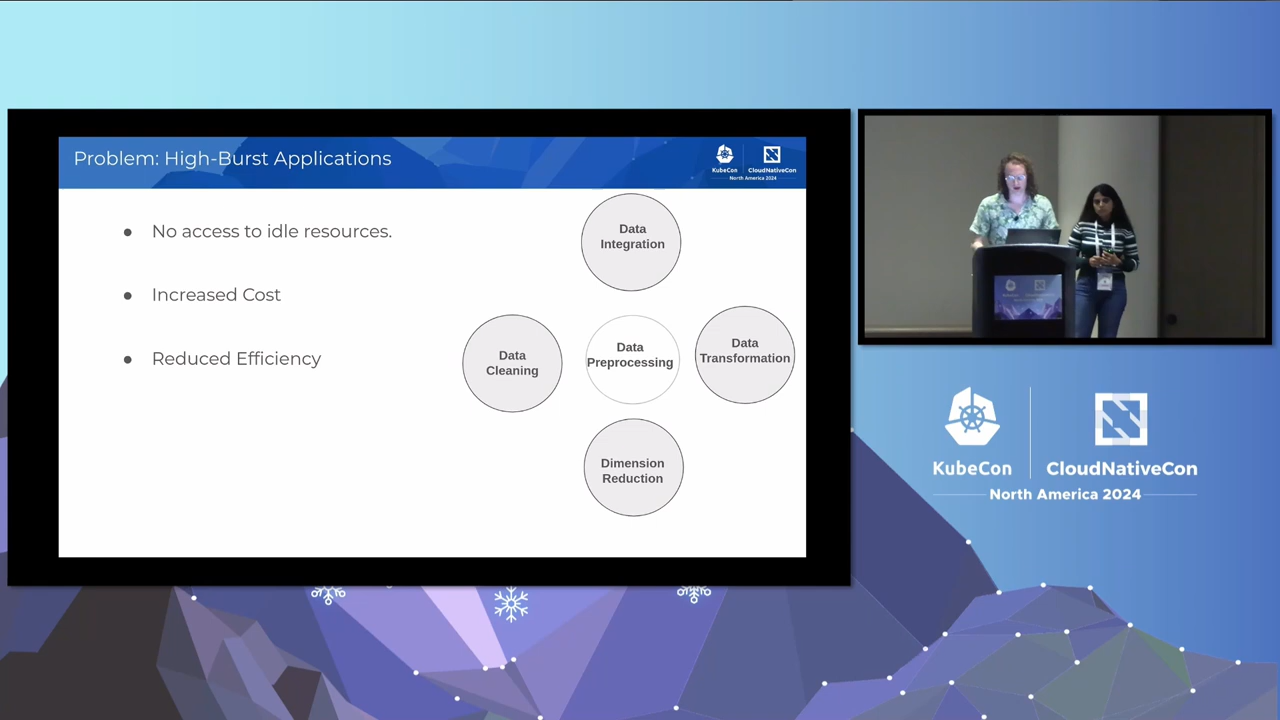 Problem: High-Burst Applications
KubeCon
CloudNativeCon
North America 2024
No access to idle resources.
Increased Cost
Reduced Efficiency
Data
Integration
Data
Cleaning
Data
Preprocessing
Data
Transformation
Dimension
Reduction
KubeCon
CloudNativeCon
North America 2024